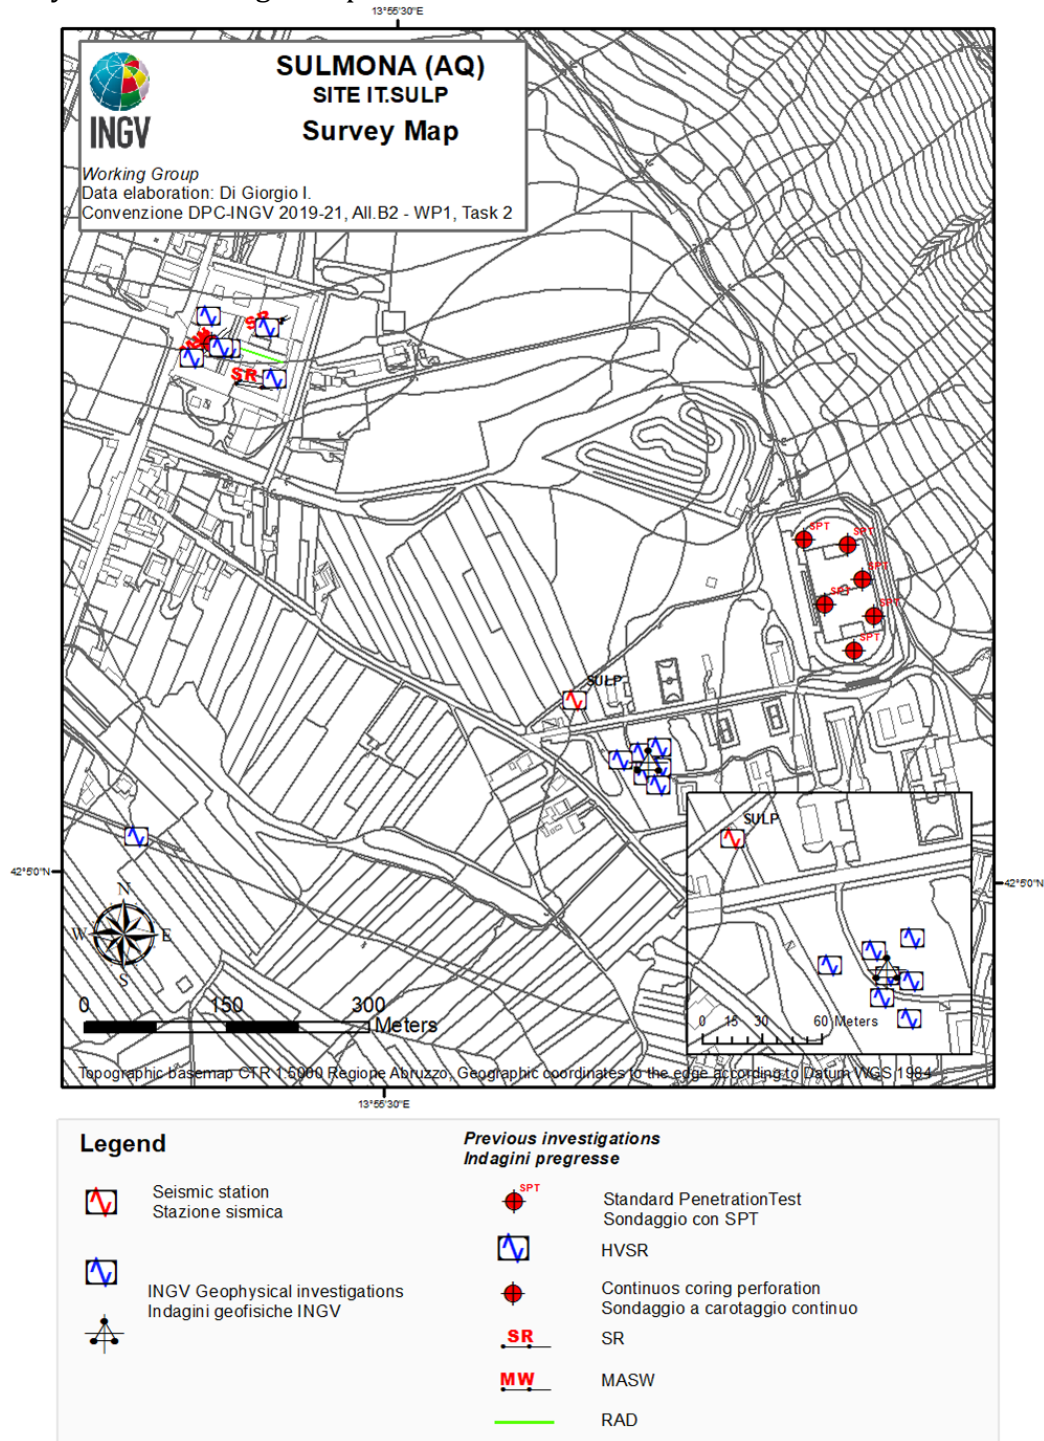 13°55'30"E
SULMONA (AQ)
SITE IT.SULP
Survey Map
INGV
Working Group
Data elaboration: Di Giorgio I.
Convenzione DPC-INGV 2019-21, All.B2 - WP1, Task 2
SR
SR
SPT
SPT
SPT
SPT
SPT
SPT
SULP
SULP
42°5'0"N
42°5'0"N
N
W
E
S
0 150 300
Meters
0 15 30 60 Meters
Topographic basemap CTR 1:5000 Regione Abruzzo, Geographic coordinates to the edge according to Datum WGS 1984
13°55'30"E
Legend
Previous investigations
Indagini pregresse
Seismic station
Stazione sismica
INGV Geophysical investigations
Indagini geofisiche INGV
SPT
Standard PenetrationTest
Sondaggio con SPT
HVSR
Continuos coring perforation
Sondaggio a carotaggio continuo
SR
SR
MW
MASW
RAD